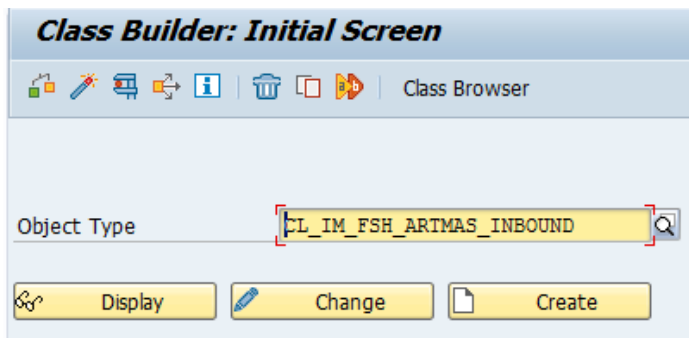 Class Builder: Initial Screen
Class Browser
Object Type CL_IM_FSH_ARTMAS_INBOUND
Display Change Create